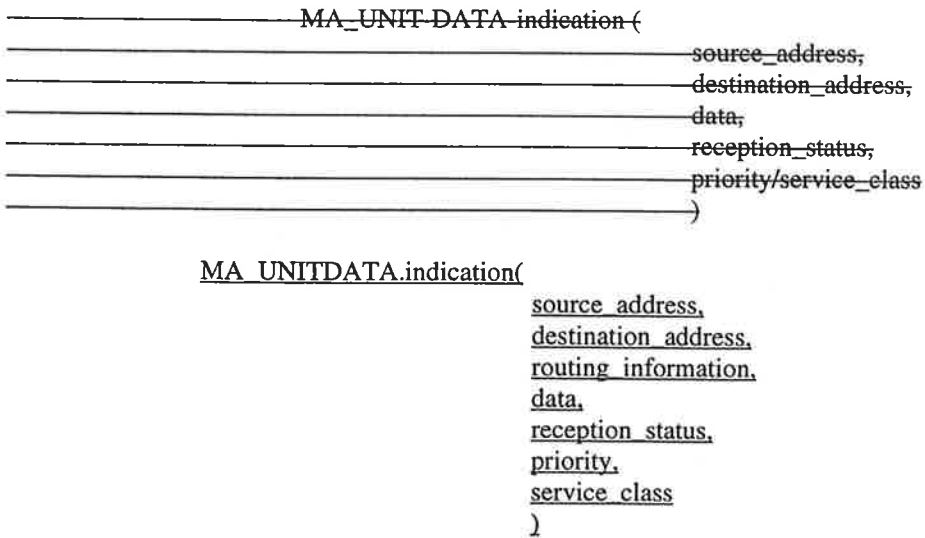 MA_UNIT-DATA-indication (
source_address,
destination_address,
data,
reception_status,
priority/service_class
)
MA_UNITDATA.indication(
source_address,
destination_address,
routing_information,
data,
reception_status,
priority,
service_class
)